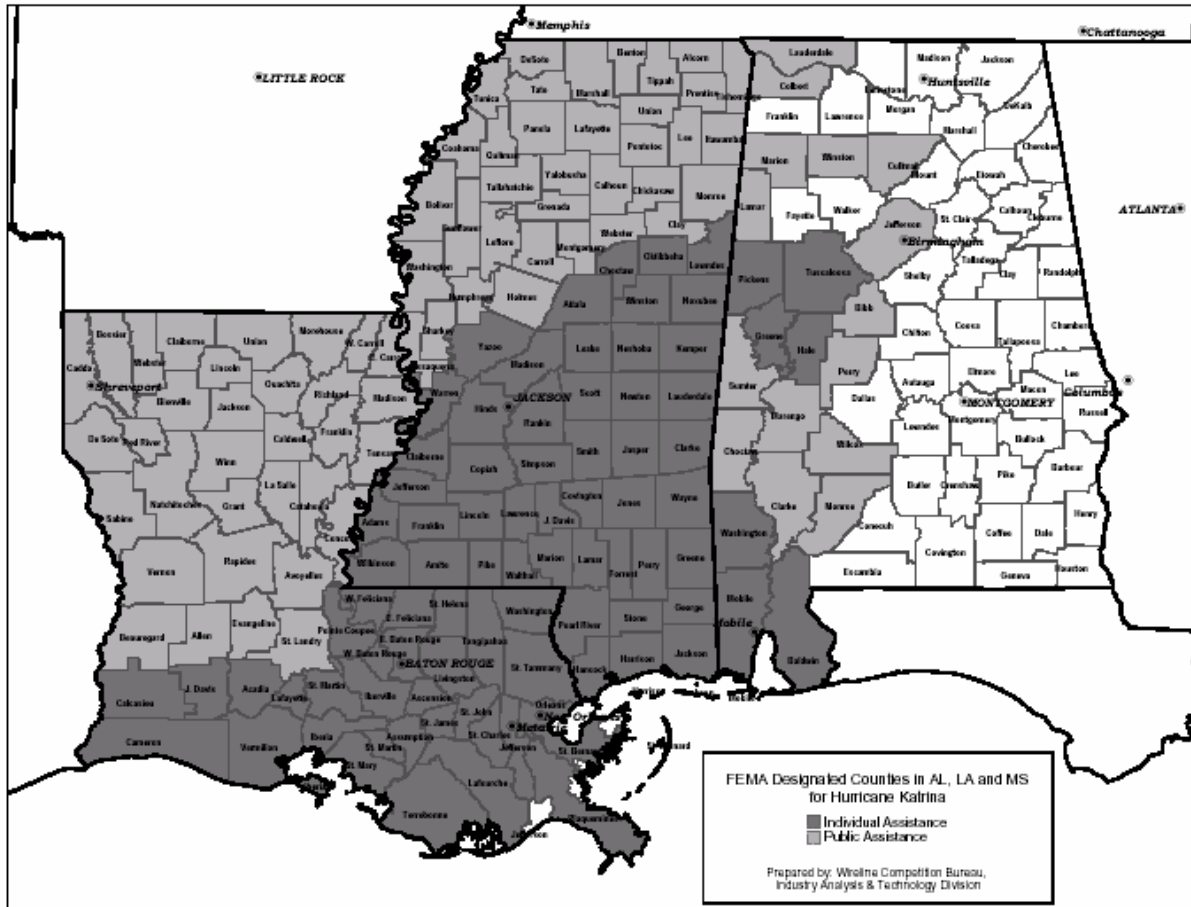 Memphis
Chattanooga
LITTLE ROCK
Huntsville
ATLANTA
Birmingham
Shreveport
JACKSON
MONTGOMERY
Columbus
Mobile
BATON ROUGE
New Orleans
Metairie
DeSoto
Benton
Alcorn
Tippah
Tate
Marshall
Prentiss
Tunica
Union
Panola
Lafayette
Lee
Itawamba
Pontotoc
Coahoma
Quitman
Yalobusha
Tallahatchie
Calhoun
Chickasaw
Monroe
Bolivar
Grenada
Sunflower
Leflore
Webster
Clay
Montgomery
Carroll
Washington
Oktibbeha
Choctaw
Lowndes
Humphreys
Holmes
Attala
Winston
Noxubee
Sharkey
Yazoo
Madison
Leake
Neshoba
Kemper
Warren
Hinds
Rankin
Scott
Newton
Lauderdale
Claiborne
Copiah
Simpson
Smith
Jasper
Clarke
Jefferson
Covington
Jones
Wayne
Adams
Franklin
Lincoln
Lawrence
J. Davis
Wilkinson
Amite
Pike
Walthall
Marion
Lamar
Forrest
Perry
Greene
Pearl River
Stone
George
Hancock
Harrison
Jackson
Lauderdale
Madison
Jackson
Colbert
Franklin
Lawrence
Morgan
DeKalb
Marshall
Cherokee
Marion
Winston
Cullman
Etowah
Lamar
Fayette
Walker
St. Clair
Calhoun
Cleburne
Jefferson
Pickens
Tuscaloosa
Shelby
Talladega
Clay
Randolph
Greene
Hale
Bibb
Chilton
Coosa
Tallapoosa
Chambers
Sumter
Perry
Autauga
Elmore
Lee
Macon
Dallas
Russell
Marengo
Lowndes
Montgomery
Bullock
Choctaw
Wilcox
Barbour
Butler
Crenshaw
Pike
Clarke
Monroe
Henry
Conecuh
Coffee
Dale
Washington
Covington
Escambia
Geneva
Houston
Mobile
Baldwin
Bossier
Claiborne
Union
Morehouse
W. Carroll
Caddo
Webster
Lincoln
Ouachita
Richland
Madison
Bienville
Jackson
De Soto
Red River
Caldwell
Franklin
Tensas
Winn
La Salle
Natchitoches
Grant
Catahoula
Sabine
Vernon
Rapides
Avoyelles
Beauregard
Allen
Evangeline
St. Landry
W. Feliciana
E. Feliciana
St. Helena
Washington
Pointe Coupee
E. Baton Rouge
Tangipahoa
W. Baton Rouge
Livingston
St. Tammany
Calcasieu
J. Davis
Acadia
Lafayette
St. Martin
Iberville
Ascension
Orleans
Cameron
Vermilion
Iberia
Assumption
St. James
St. John
St. Charles
Jefferson
St. Bernard
St. Martin
St. Mary
Lafourche
Terrebonne
Plaquemines
Jefferson
FEMA Designated Counties in AL, LA and MS
for Hurricane Katrina
Individual Assistance
Public Assistance
Prepared by: Wireline Competition Bureau,
Industry Analysis & Technology Division